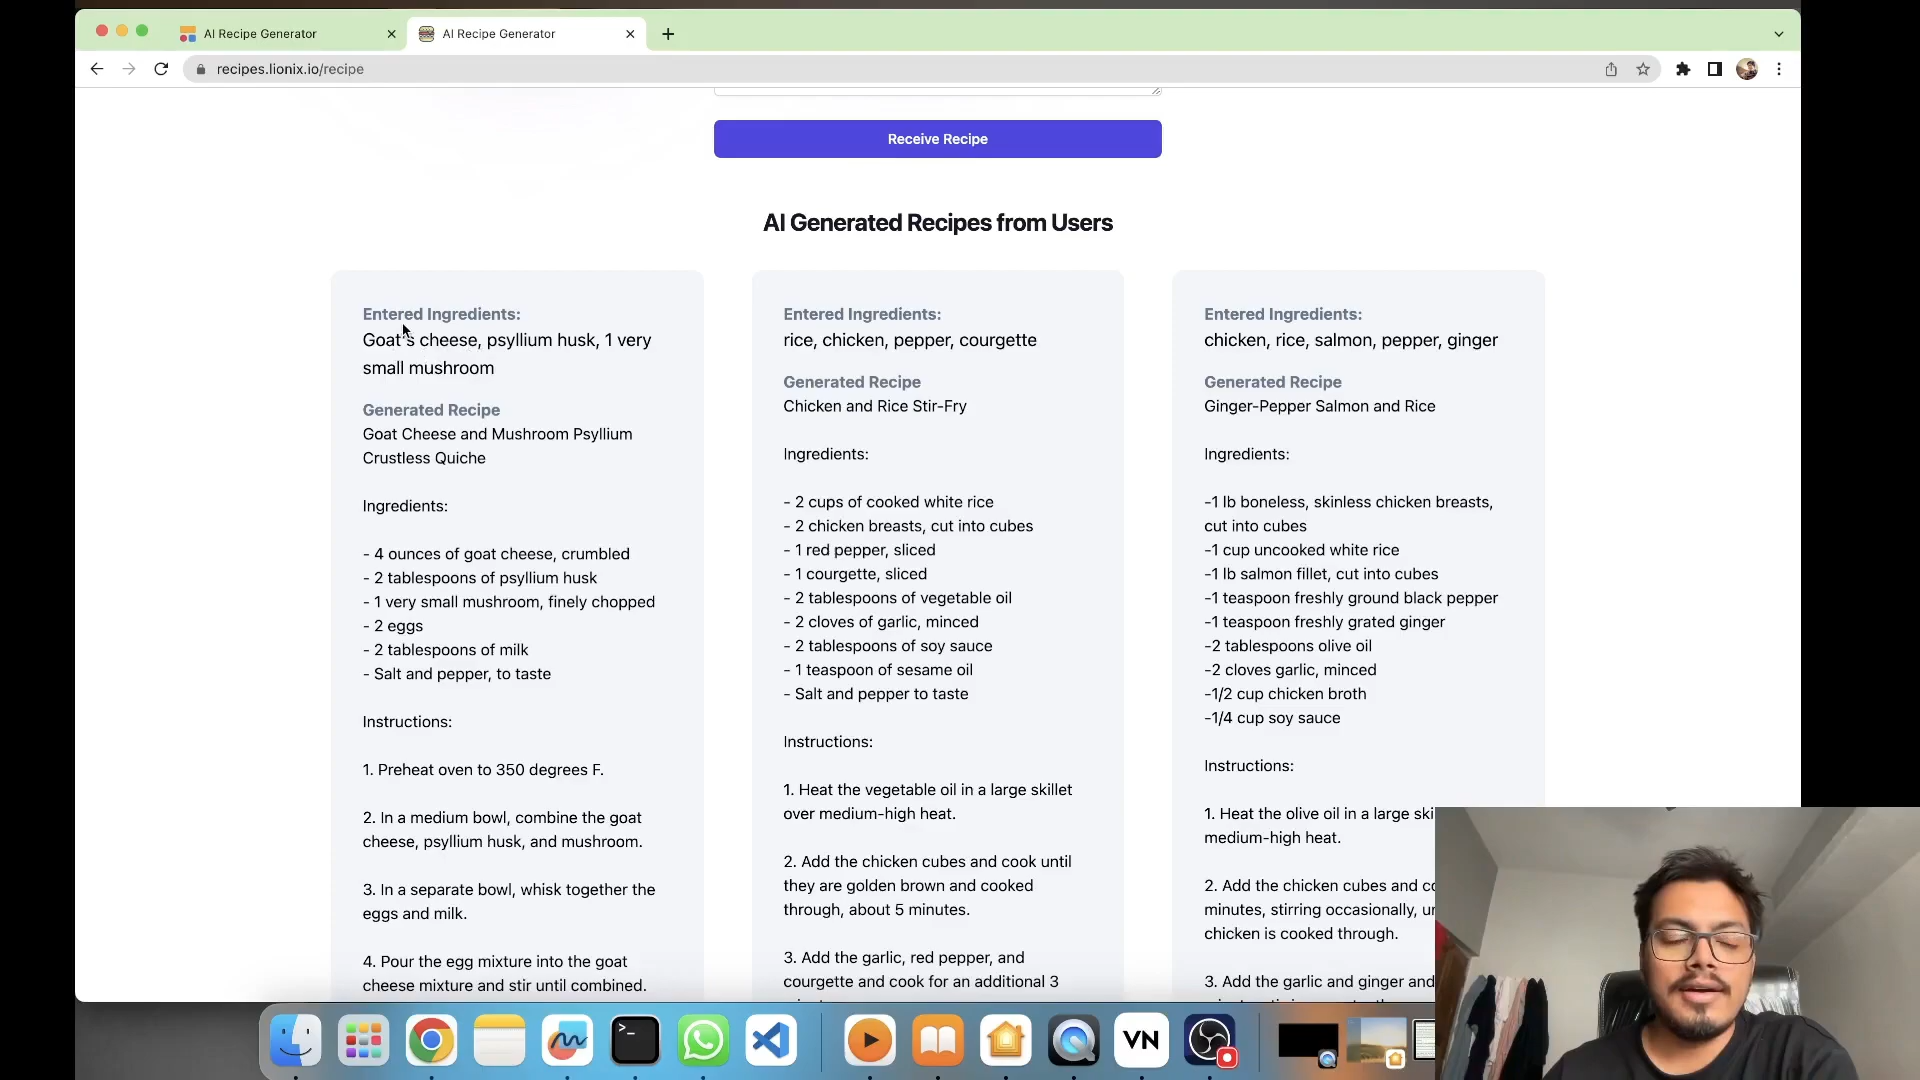 AI Recipe Generator
AI Recipe Generator
recipes.lionix.io/recipe
Receive Recipe
AI Generated Recipes from Users
Entered Ingredients:
Goat's cheese, psyllium husk, 1 very
small mushroom
Generated Recipe
Goat Cheese and Mushroom Psyllium
Crustless Quiche
Ingredients:
- 4 ounces of goat cheese, crumbled
- 2 tablespoons of psyllium husk
- 1 very small mushroom, finely chopped
- 2 eggs
- 2 tablespoons of milk
- Salt and pepper, to taste
Instructions:
1. Preheat oven to 350 degrees F.
2. In a medium bowl, combine the goat
cheese, psyllium husk, and mushroom.
3. In a separate bowl, whisk together the
eggs and milk.
4. Pour the egg mixture into the goat
cheese mixture and stir until combined.
Entered Ingredients:
rice, chicken, pepper, courgette
Generated Recipe
Chicken and Rice Stir-Fry
Ingredients:
- 2 cups of cooked white rice
- 2 chicken breasts, cut into cubes
- 1 red pepper, sliced
- 1 courgette, sliced
- 2 tablespoons of vegetable oil
- 2 cloves of garlic, minced
- 2 tablespoons of soy sauce
- 1 teaspoon of sesame oil
- Salt and pepper to taste
Instructions:
1. Heat the vegetable oil in a large skillet
over medium-high heat.
2. Add the chicken cubes and cook until
they are golden brown and cooked
through, about 5 minutes.
3. Add the garlic, red pepper, and
courgette and cook for an additional 3
Entered Ingredients:
chicken, rice, salmon, pepper, ginger
Generated Recipe
Ginger-Pepper Salmon and Rice
Ingredients:
-1 lb boneless, skinless chicken breasts,
cut into cubes
-1 cup uncooked white rice
-1 lb salmon fillet, cut into cubes
-1 teaspoon freshly ground black pepper
-1 teaspoon freshly grated ginger
-2 tablespoons olive oil
-2 cloves garlic, minced
-1/2 cup chicken broth
-1/4 cup soy sauce
Instructions:
1. Heat the olive oil in a large ski
medium-high heat.
2. Add the chicken cubes and co
minutes, stirring occasionally, u
chicken is cooked through.
3. Add the garlic and ginger and
VN